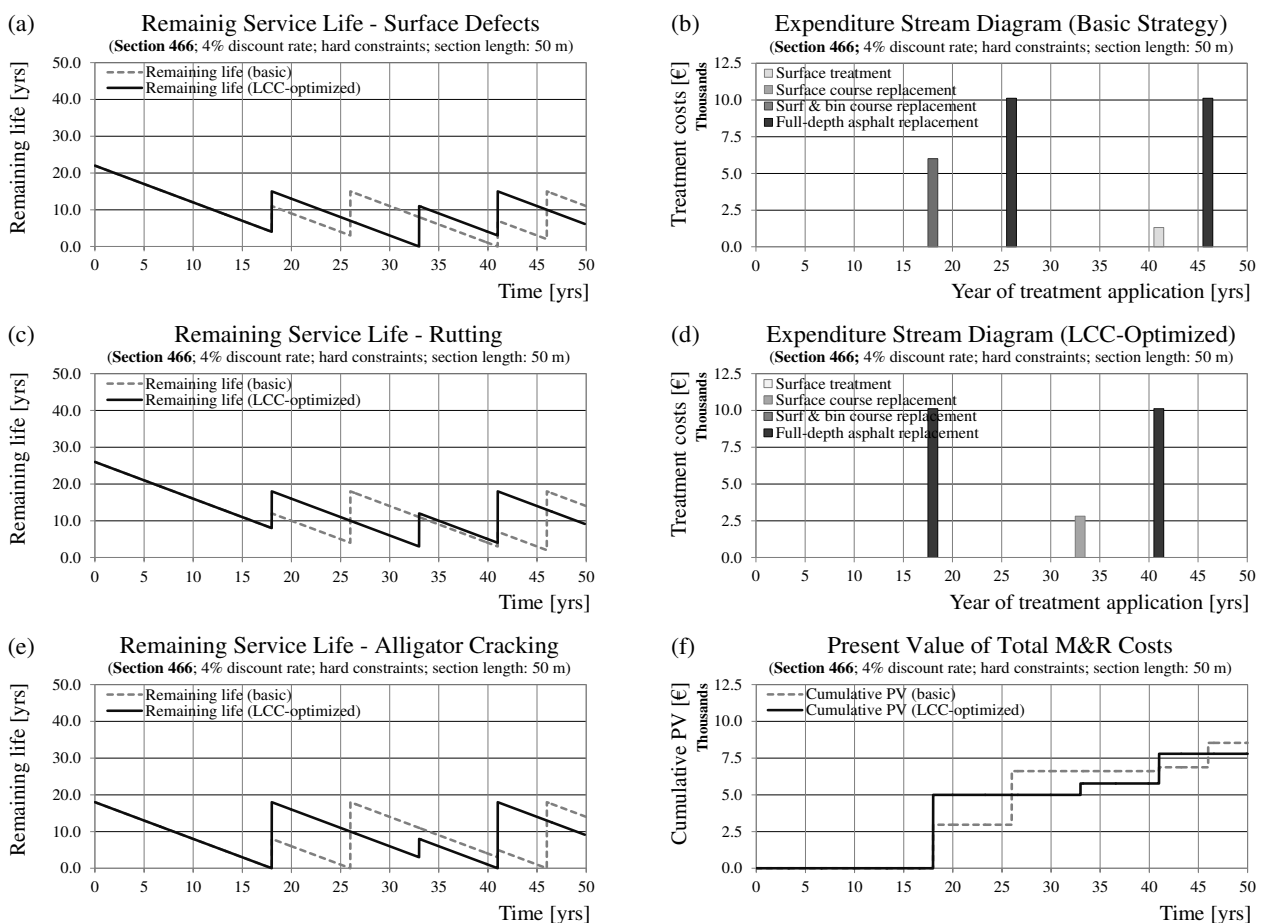 (a) Remainig Service Life - Surface Defects
(Section 466; 4% discount rate; hard constraints; section length: 50 m)
Remaining life [yrs]
50.0
40.0
30.0
20.0
10.0
0.0
Remaining life (basic)
Remaining life (LCC-optimized)
0 5 10 15 20 25 30 35 40 45 50
Time [yrs]
(b) Expenditure Stream Diagram (Basic Strategy)
(Section 466; 4% discount rate; hard constraints; section length: 50 m)
Treatment costs [€]
Thousands
12.5
10.0
7.5
5.0
2.5
0.0
Surface treatment
Surface course replacement
Surf & bin course replacement
Full-depth asphalt replacement
0 5 10 15 20 25 30 35 40 45 50
Year of treatment application [yrs]
(c) Remaining Service Life - Rutting
(Section 466; 4% discount rate; hard constraints; section length: 50 m)
Remaining life [yrs]
50.0
40.0
30.0
20.0
10.0
0.0
Remaining life (basic)
Remaining life (LCC-optimized)
0 5 10 15 20 25 30 35 40 45 50
Time [yrs]
(d) Expenditure Stream Diagram (LCC-Optimized)
(Section 466; 4% discount rate; hard constraints; section length: 50 m)
Treatment costs [€]
Thousands
12.5
10.0
7.5
5.0
2.5
0.0
Surface treatment
Surface course replacement
Surf & bin course replacement
Full-depth asphalt replacement
0 5 10 15 20 25 30 35 40 45 50
Year of treatment application [yrs]
(e) Remaining Service Life - Alligator Cracking
(Section 466; 4% discount rate; hard constraints; section length: 50 m)
Remaining life [yrs]
50.0
40.0
30.0
20.0
10.0
0.0
Remaining life (basic)
Remaining life (LCC-optimized)
0 5 10 15 20 25 30 35 40 45 50
Time [yrs]
(f) Present Value of Total M&R Costs
(Section 466; 4% discount rate; hard constraints; section length: 50 m)
Cumulative PV [€]
Thousands
12.5
10.0
7.5
5.0
2.5
0.0
Cumulative PV (basic)
Cumulative PV (LCC-optimized)
0 5 10 15 20 25 30 35 40 45 50
Time [yrs]